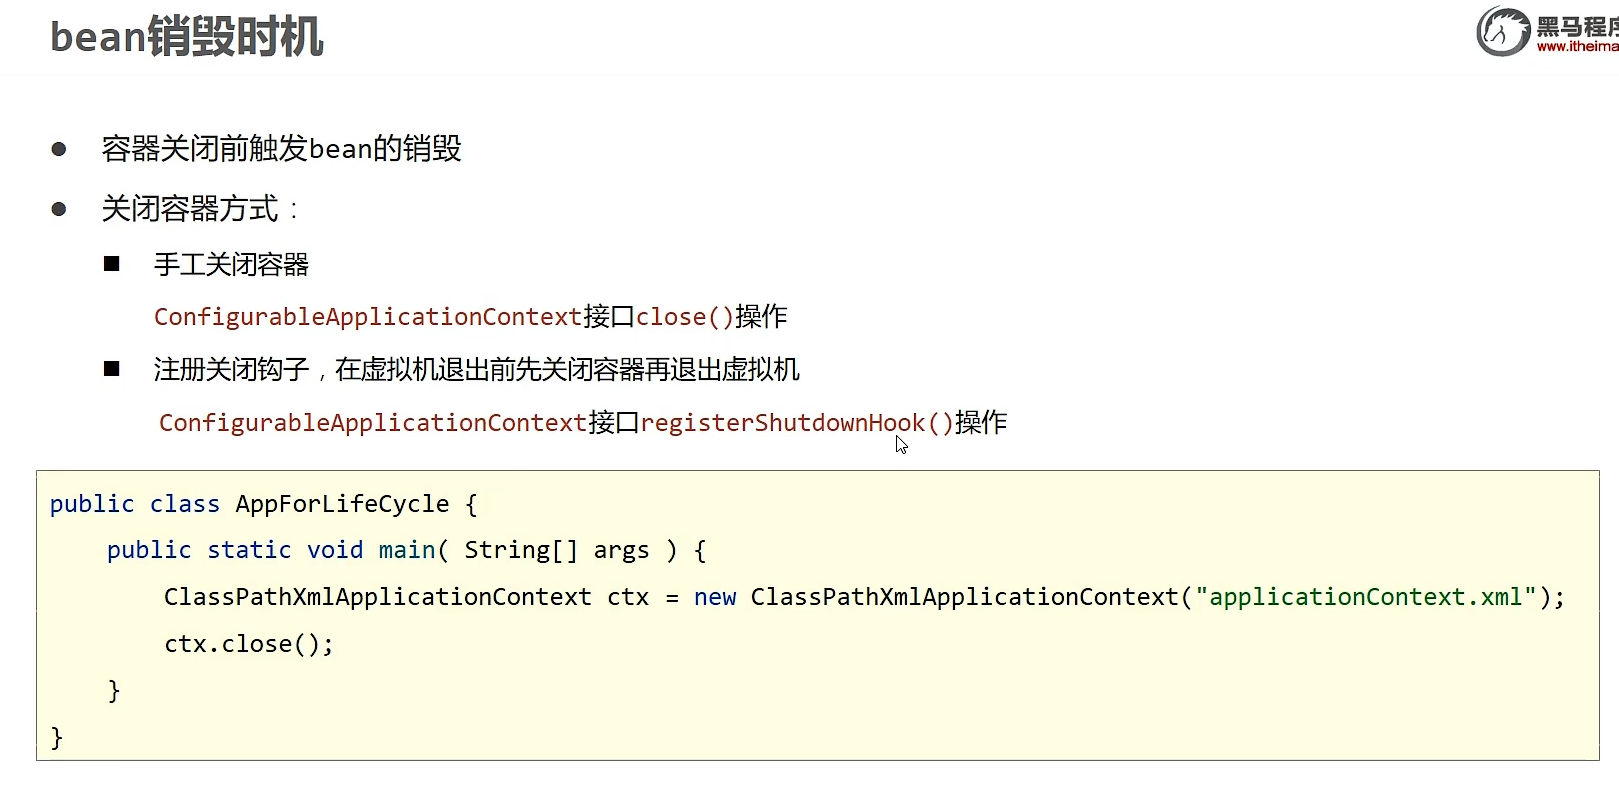 bean销毁时机
黑马程序
www.itheima
● 容器关闭前触发bean的销毁
● 关闭容器方式：
■ 手工关闭容器
ConfigurableApplicationContext接口close()操作
■ 注册关闭钩子，在虚拟机退出前先关闭容器再退出虚拟机
ConfigurableApplicationContext接口registerShutdownHook()操作
public class AppForLifeCycle {
    public static void main( String[] args ) {
        ClassPathXmlApplicationContext ctx = new ClassPathXmlApplicationContext("applicationContext.xml");
        ctx.close();
    }
}